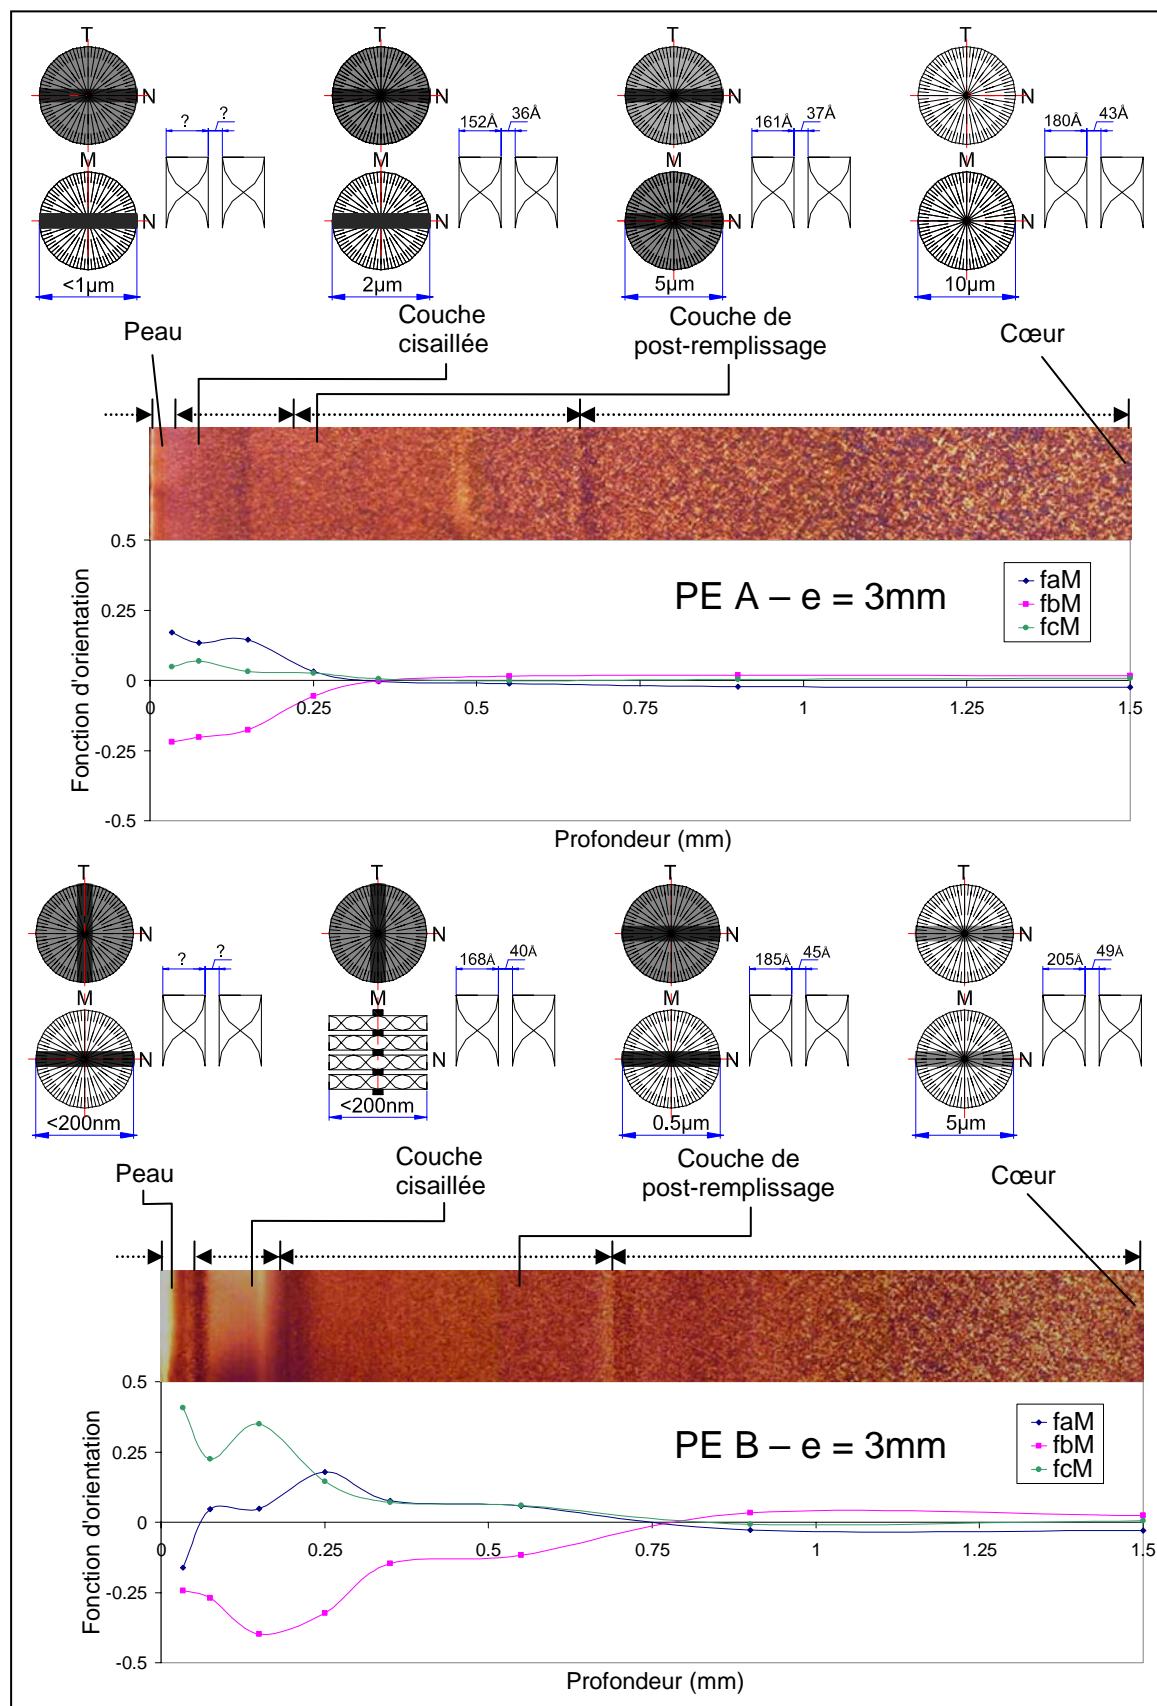 T T T T
N N N N
? ? 152Å 36Å 161Å 37Å 180Å 43Å
M M M M
N N N N
<1µm 2µm 5µm 10µm
Peau
Couche
cisaillée
Couche de
post-remplissage
Cœur
0.5
0.25
0
-0.25
-0.5
Fonction d'orientation
PE A – e = 3mm
faM
fbM
fcM
0 0.25 0.5 0.75 1 1.25 1.5
Profondeur (mm)
T T T T
N N N N
? ? 168Å 40Å 185Å 45Å 205Å 49Å
M M M M
N N N N
<200nm <200nm 0.5µm 5µm
Peau
Couche
cisaillée
Couche de
post-remplissage
Cœur
0.5
0.25
0
-0.25
-0.5
Fonction d'orientation
PE B – e = 3mm
faM
fbM
fcM
0 0.25 0.5 0.75 1 1.25 1.5
Profondeur (mm)